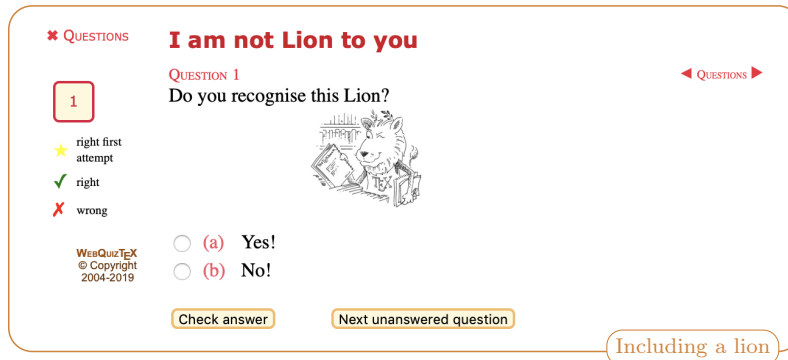 ✖ QUESTIONS
I am not Lion to you
QUESTION 1
◀ QUESTIONS ▶
Do you recognise this Lion?
1
right first
attempt
right
wrong
TEX
(a) Yes!
(b) No!
WEBQUIZTEX
© Copyright
2004-2019
Check answer
Next unanswered question
Including a lion